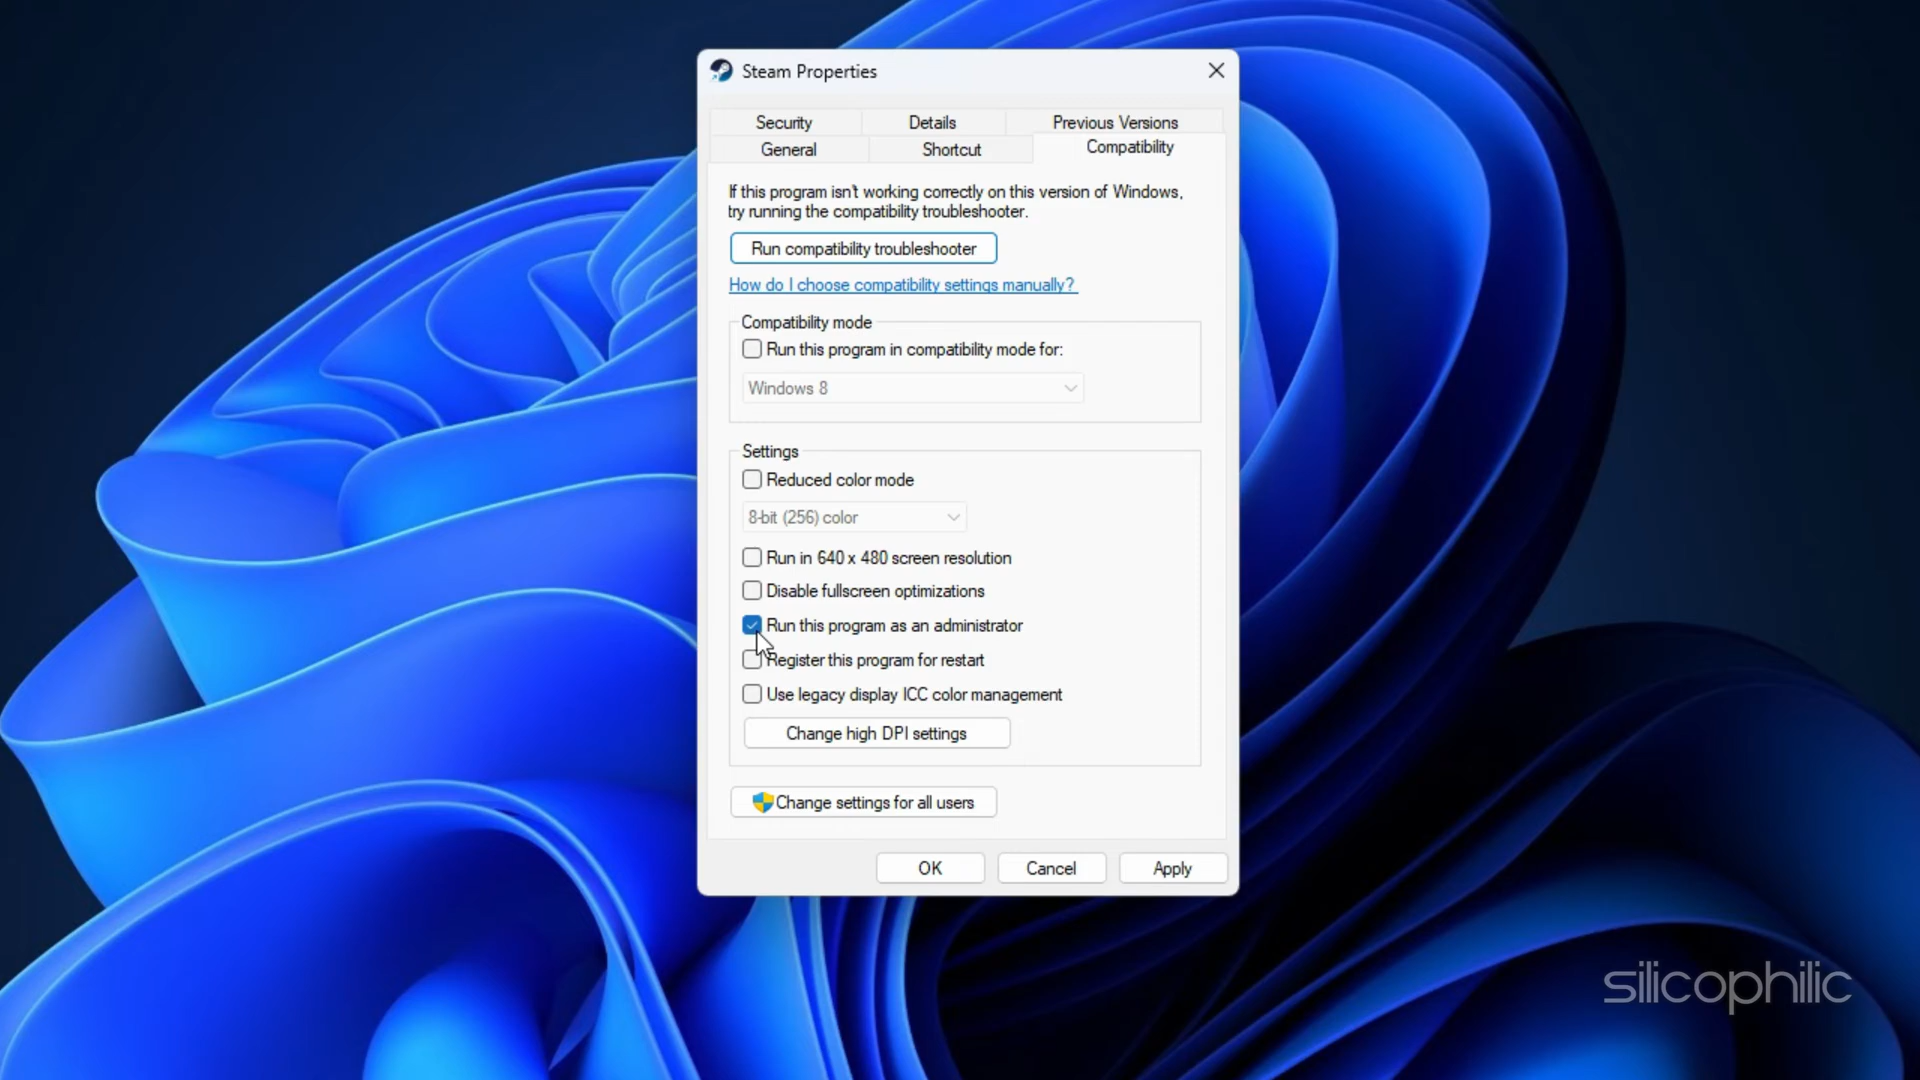 Steam Properties
Security Details Previous Versions
General Shortcut Compatibility
If this program isn't working correctly on this version of Windows,
try running the compatibility troubleshooter.
Run compatibility troubleshooter
How do I choose compatibility settings manually?
Compatibility mode
Run this program in compatibility mode for:
Windows 8
Settings
Reduced color mode
8-bit (256) color
Run in 640 x 480 screen resolution
Disable fullscreen optimizations
Run this program as an administrator
Register this program for restart
Use legacy display ICC color management
Change high DPI settings
Change settings for all users
OK Cancel Apply
silicophilic